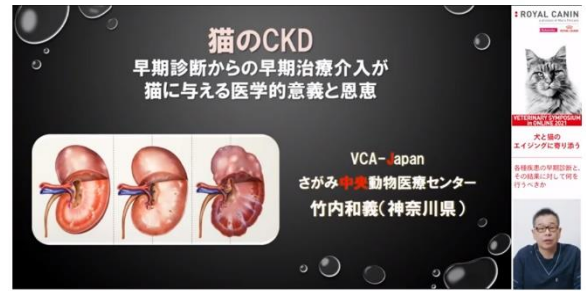 猫のCKD
早期診断からの早期治療介入が
猫に与える医学的意義と恩恵
VCA-Japan
さがみ中央動物医療センター
竹内和義(神奈川県)
ROYAL CANIN
VETERINARY SYMPOSIUM
in ONLINE 2021
犬と猫の
エイジングに寄り添う
各種疾患の早期診断と、
その結果に対して何を
行うべきか